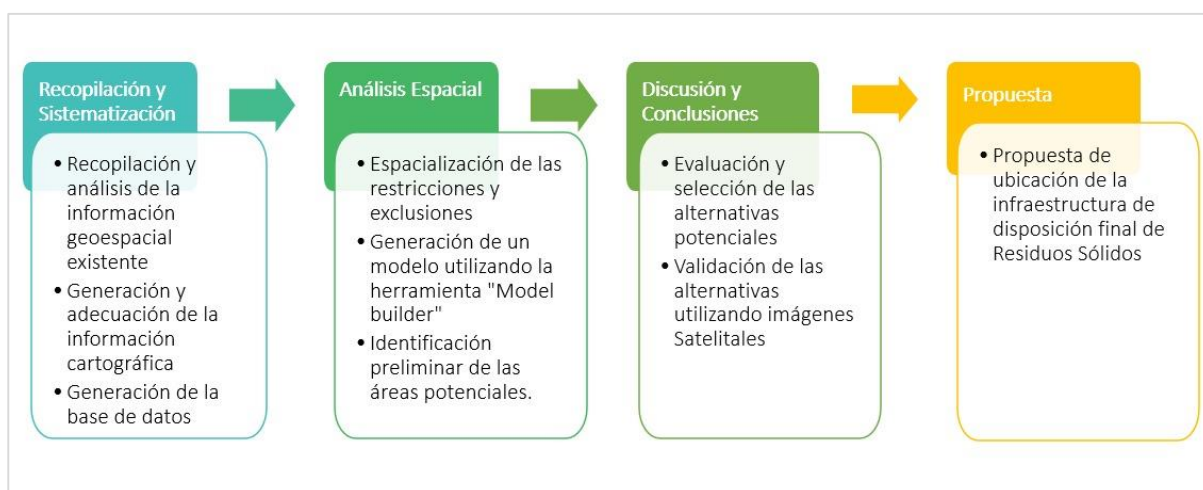 Recopilación y
Sistematización
• Recopilación y
análisis de la
información
geoespacial
existente
• Generación y
adecuación de la
información
cartográfica
• Generación de la
base de datos
Análisis Espacial
• Espacialización de las
restricciones y
exclusiones
• Generación de un
modelo utilizando la
herramienta "Model
builder"
• Identificación
preliminar de las
áreas potenciales.
Discusión y
Conclusiones
• Evaluación y
selección de las
alternativas
potenciales
• Validación de las
alternativas
utilizando imágenes
Satelitales
Propuesta
• Propuesta de
ubicación de la
infraestructura de
disposición final de
Residuos Sólidos